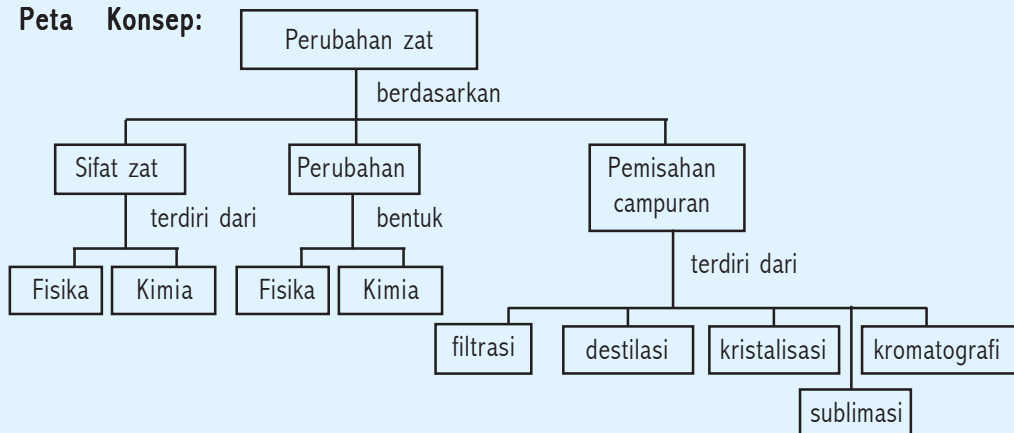 Peta Konsep:
Perubahan zat
berdasarkan
Sifat zat
Perubahan
Pemisahan
campuran
terdiri dari
bentuk
terdiri dari
Fisika
Kimia
Fisika
Kimia
filtrasi
destilasi
kristalisasi
kromatografi
sublimasi